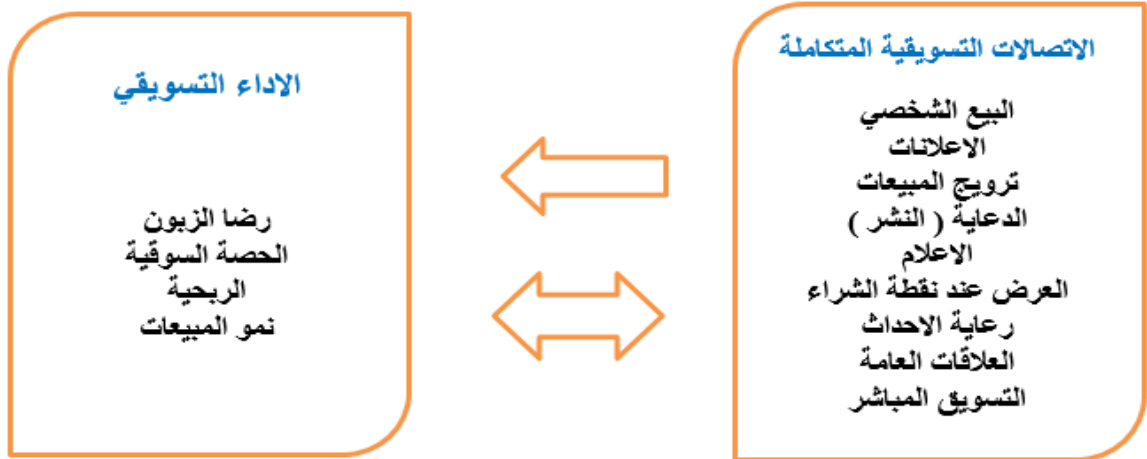 الاتصالات التسويقية المتكاملة
البيع الشخصي
الاعلانات
ترويج المبيعات
الدعاية ( النشر )
الاعلام
العرض عند نقطة الشراء
رعاية الاحداث
العلاقات العامة
التسويق المباشر
الاداء التسويقي
رضا الزبون
الحصة السوقية
الربحية
نمو المبيعات